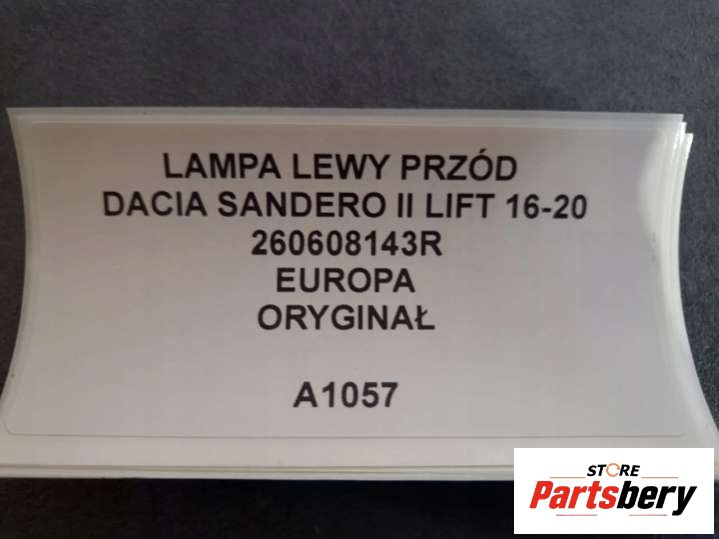 LAMPA LEWY PRZÓD
DACIA SANDERO II LIFT 16-20
260608143R
EUROPA
ORYGINAŁ
A1057
STORE
Partsbery